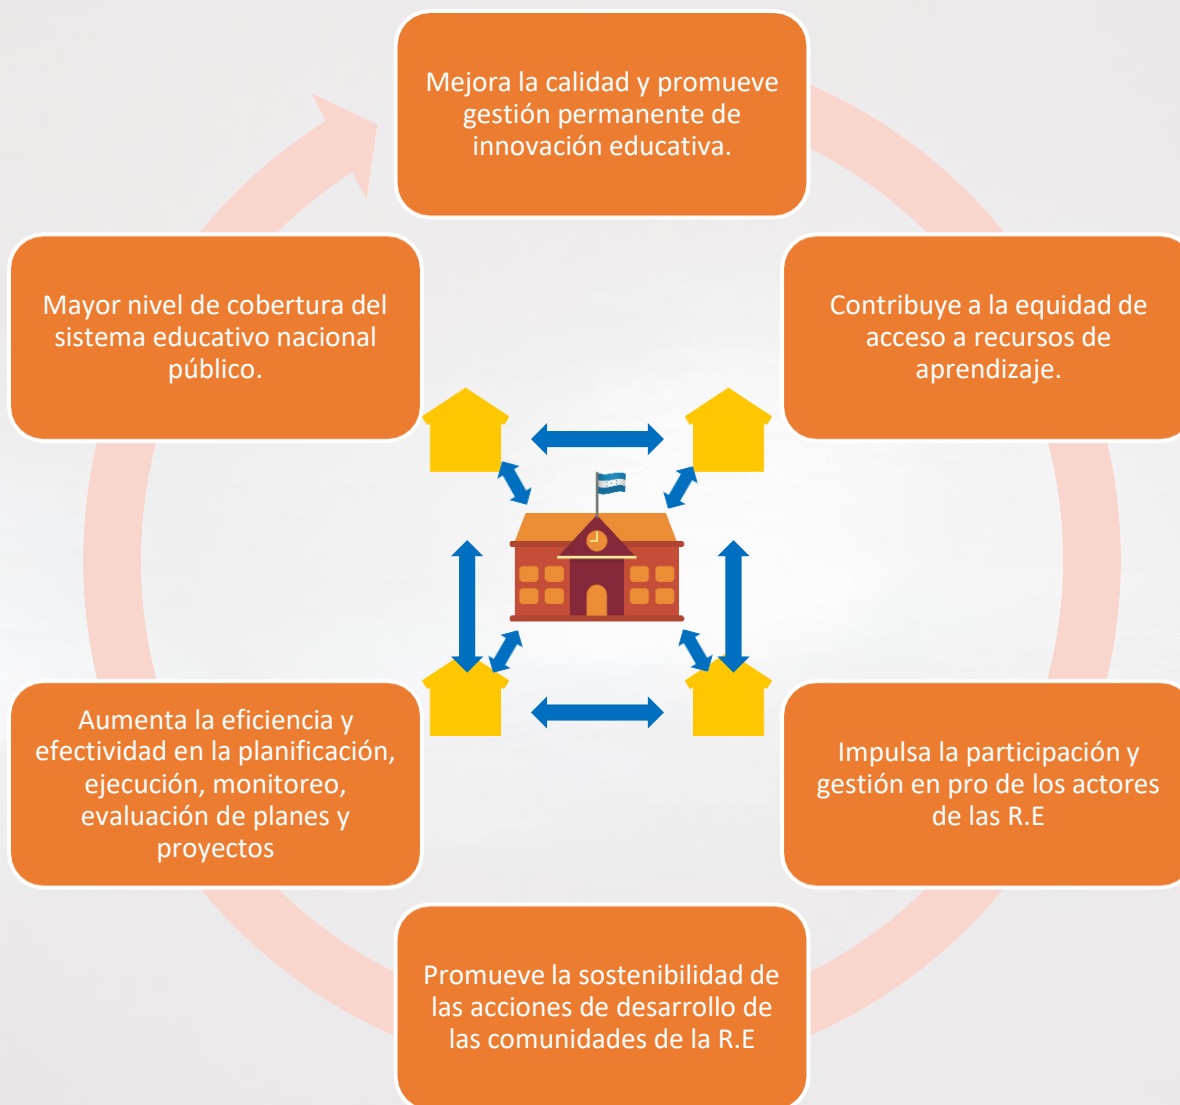 Mejora la calidad y promueve
gestión permanente de
innovación educativa.
Contribuye a la equidad de
acceso a recursos de
aprendizaje.
Impulsa la participación y
gestión en pro de los actores
de las R.E
Promueve la sostenibilidad de
las acciones de desarrollo de
las comunidades de la R.E
Aumenta la eficiencia y
efectividad en la planificación,
ejecución, monitoreo,
evaluación de planes y
proyectos
Mayor nivel de cobertura del
sistema educativo nacional
público.